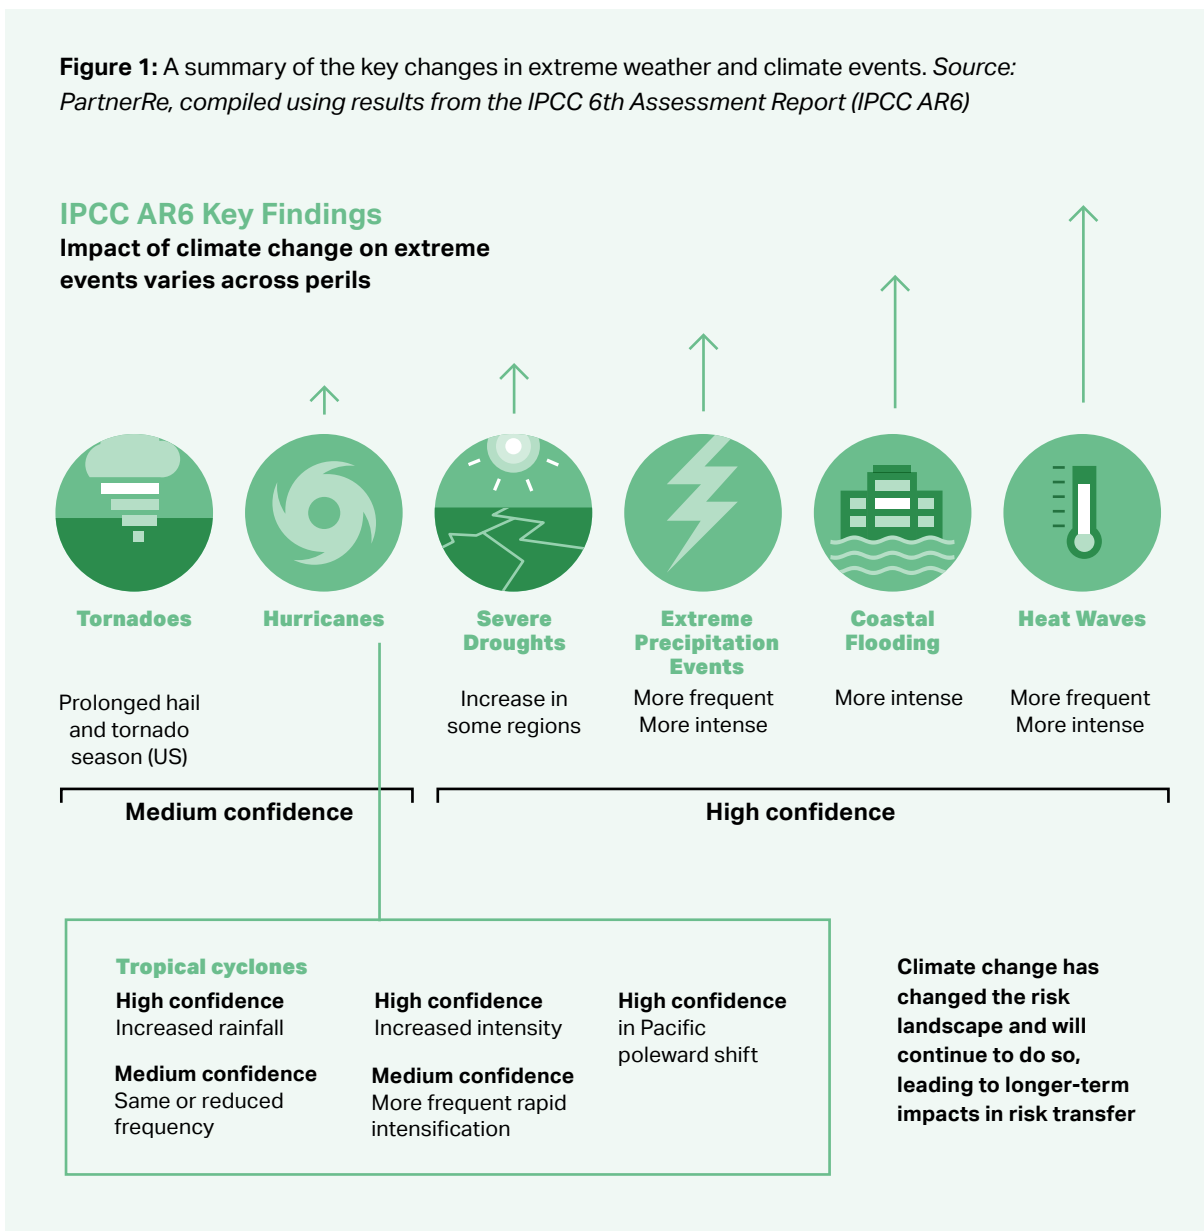 Figure 1: A summary of the key changes in extreme weather and climate events. Source:
PartnerRe, compiled using results from the IPCC 6th Assessment Report (IPCC AR6)
IPCC AR6 Key Findings
Impact of climate change on extreme
events varies across perils
Tornadoes
Prolonged hail
and tornado
season (US)
Hurricanes
Severe
Droughts
Increase in
some regions
Extreme
Precipitation
Events
More frequent
More intense
Coastal
Flooding
More intense
Heat Waves
More frequent
More intense
Medium confidence
High confidence
Tropical cyclones
High confidence
Increased rainfall
Medium confidence
Same or reduced
frequency
High confidence
Increased intensity
Medium confidence
More frequent rapid
intensification
High confidence
in Pacific
poleward shift
Climate change has
changed the risk
landscape and will
continue to do so,
leading to longer-term
impacts in risk transfer